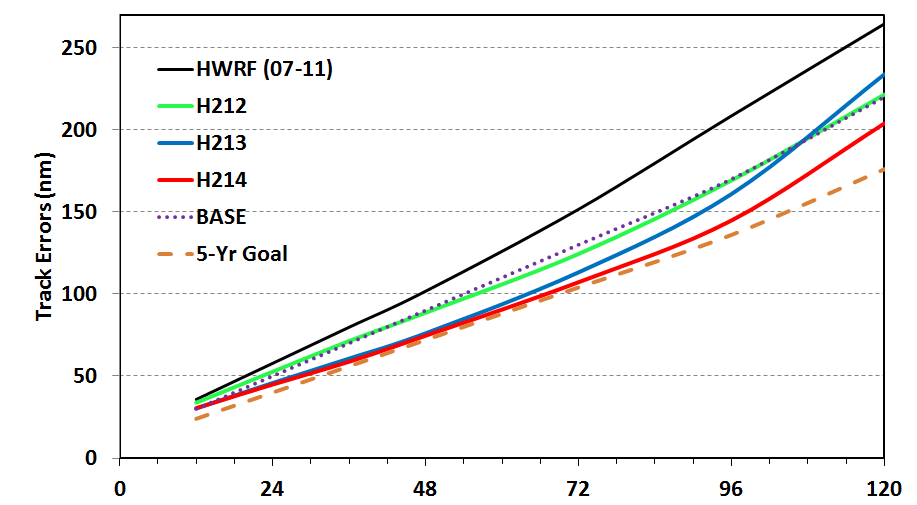 250
200
150
100
50
0
Track Errors (nm)
HWRF (07-11)
H212
H213
H214
BASE
5-Yr Goal
0 24 48 72 96 120